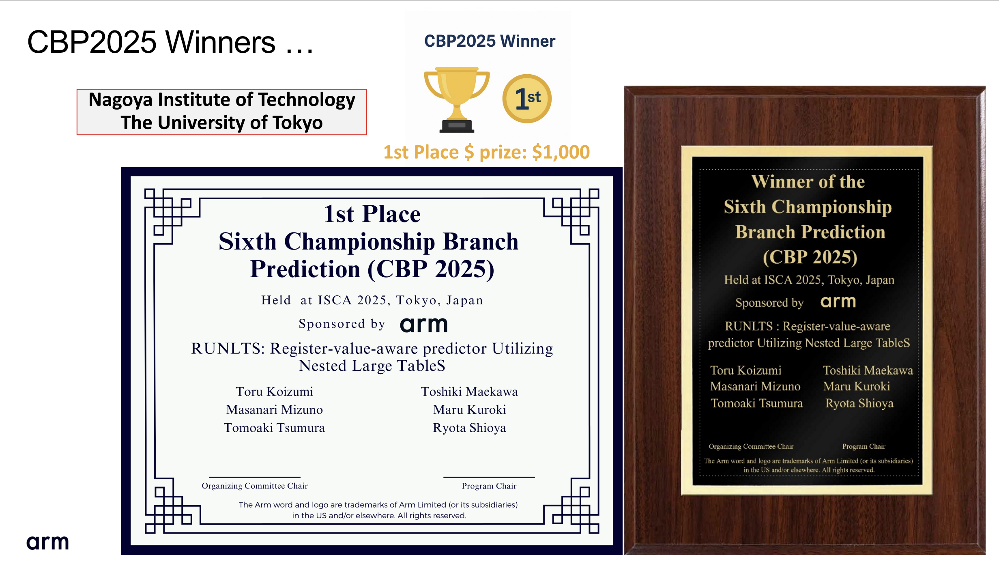 CBP2025 Winners …
CBP2025 Winner
1st
Nagoya Institute of Technology
The University of Tokyo
1st Place $ prize: $1,000
1st Place
Sixth Championship Branch
Prediction (CBP 2025)
Held at ISCA 2025, Tokyo, Japan
Sponsored by arm
RUNLTS: Register-value-aware predictor Utilizing
Nested Large TableS
Toru Koizumi Toshiki Maekawa
Masanari Mizuno Maru Kuroki
Tomoaki Tsumura Ryota Shioya
Organizing Committee Chair Program Chair
The Arm word and logo are trademarks of Arm Limited (or its subsidiaries)
in the US and/or elsewhere. All rights reserved.
Winner of the
Sixth Championship
Branch Prediction
(CBP 2025)
Held at ISCA 2025, Tokyo, Japan
Sponsored by arm
RUNLTS : Register-value-aware
predictor Utilizing Nested Large TableS
Toru Koizumi Toshiki Maekawa
Masanari Mizuno Maru Kuroki
Tomoaki Tsumura Ryota Shioya
Organizing Committee Chair Program Chair
The Arm word and logo are trademarks of Arm Limited (or its subsidiaries)
in the US and/or elsewhere. All rights reserved.
arm